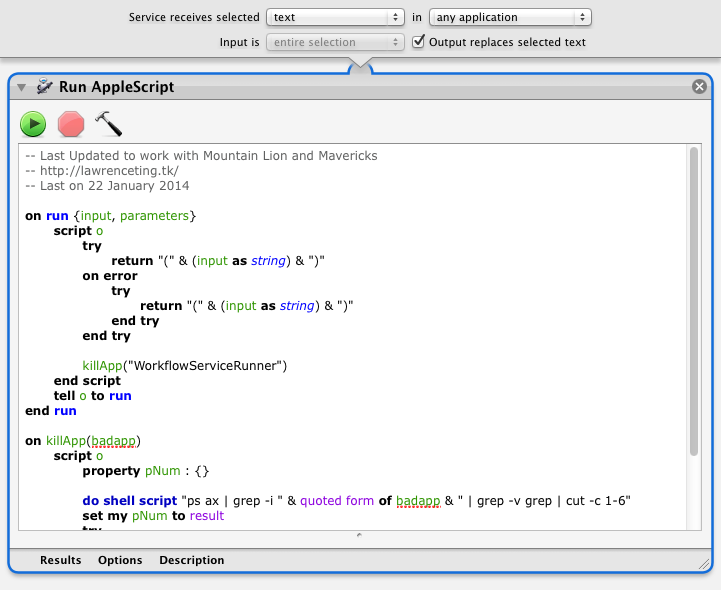 Service receives selected text in any application
Input is entire selection Output replaces selected text
Run AppleScript
-- Last Updated to work with Mountain Lion and Mavericks
-- http://lawrenceting.tk/
-- Last on 22 January 2014
on run {input, parameters}
script o
try
return "(" & (input as string) & ")"
on error
try
return "(" & (input as string) & ")"
end try
end try
killApp("WorkflowServiceRunner")
end script
tell o to run
end run
on killApp(badapp)
script o
property pNum : {}
do shell script "ps ax | grep -i " & quoted form of badapp & " | grep -v grep | cut -c 1-6"
set my pNum to result
try
Results Options Description